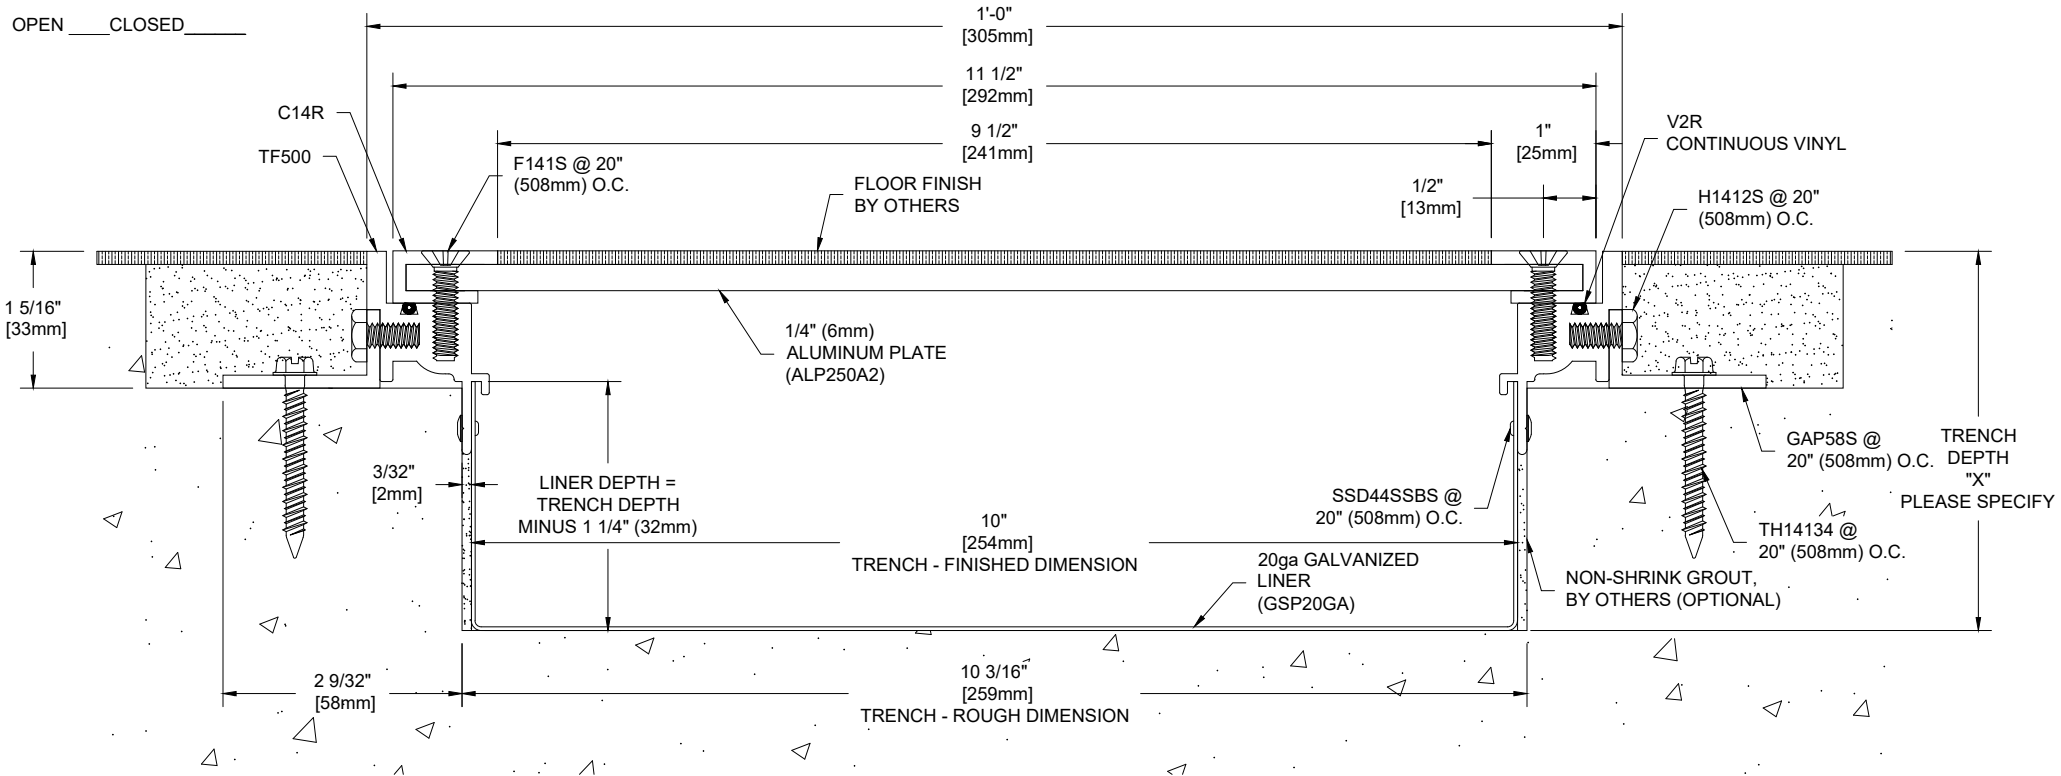 OPEN ____CLOSED______
1'-0"
[305mm]
11 1/2"
[292mm]
9 1/2"
[241mm]
1"
[25mm]
1/2"
[13mm]
C14R
TF500
F141S @ 20"
(508mm) O.C.
FLOOR FINISH
BY OTHERS
V2R
CONTINUOUS VINYL
H1412S @ 20"
(508mm) O.C.
1 5/16"
[33mm]
1/4" (6mm)
ALUMINUM PLATE
(ALP250A2)
3/32"
[2mm]
LINER DEPTH =
TRENCH DEPTH
MINUS 1 1/4" (32mm)
10"
[254mm]
TRENCH - FINISHED DIMENSION
SSD44SSBS @
20" (508mm) O.C.
20ga GALVANIZED
LINER
(GSP20GA)
GAP58S @
20" (508mm) O.C.
TRENCH
DEPTH
"X"
PLEASE SPECIFY
TH14134 @
20" (508mm) O.C.
NON-SHRINK GROUT,
BY OTHERS (OPTIONAL)
2 9/32"
[58mm]
10 3/16"
[259mm]
TRENCH - ROUGH DIMENSION